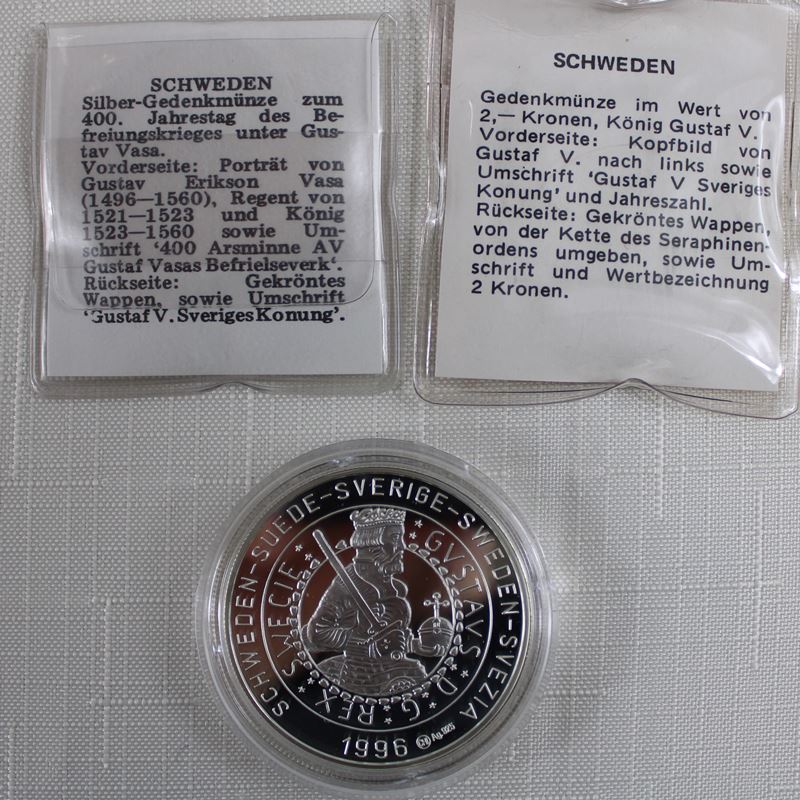 SCHWEDEN
Silber-Gedenkmünze zum
400. Jahrestag des Be-
freiungskrieges unter Gus-
tav Vasa.
Vorderseite: Porträt von
Gustav Erikson Vasa
(1496—1560), Regent von
1521—1523 und König
1523—1560 sowie Um-
schrift '400 Arsminne AV
Gustaf Vasas Befrielseverk'.
Rückseite: Gekröntes
Wappen, sowie Umschrift
'Gustaf V. Sveriges Konung'.
SCHWEDEN
Gedenkmünze im Wert von
2,— Kronen, König Gustaf V.
Vorderseite: Kopfbild von
Gustaf V. nach links sowie
Umschrift 'Gustaf V Sveriges
Konung' und Jahreszahl.
Rückseite: Gekröntes Wappen,
von der Kette des Seraphinen-
ordens umgeben, sowie Um-
schrift und Wertbezeichnung
2 Kronen.
SCHWEDEN-SUEDE-SVERIGE-SWEDEN-SVEZIA
GVSTAVS·D·G·REX·SWECIE
1996